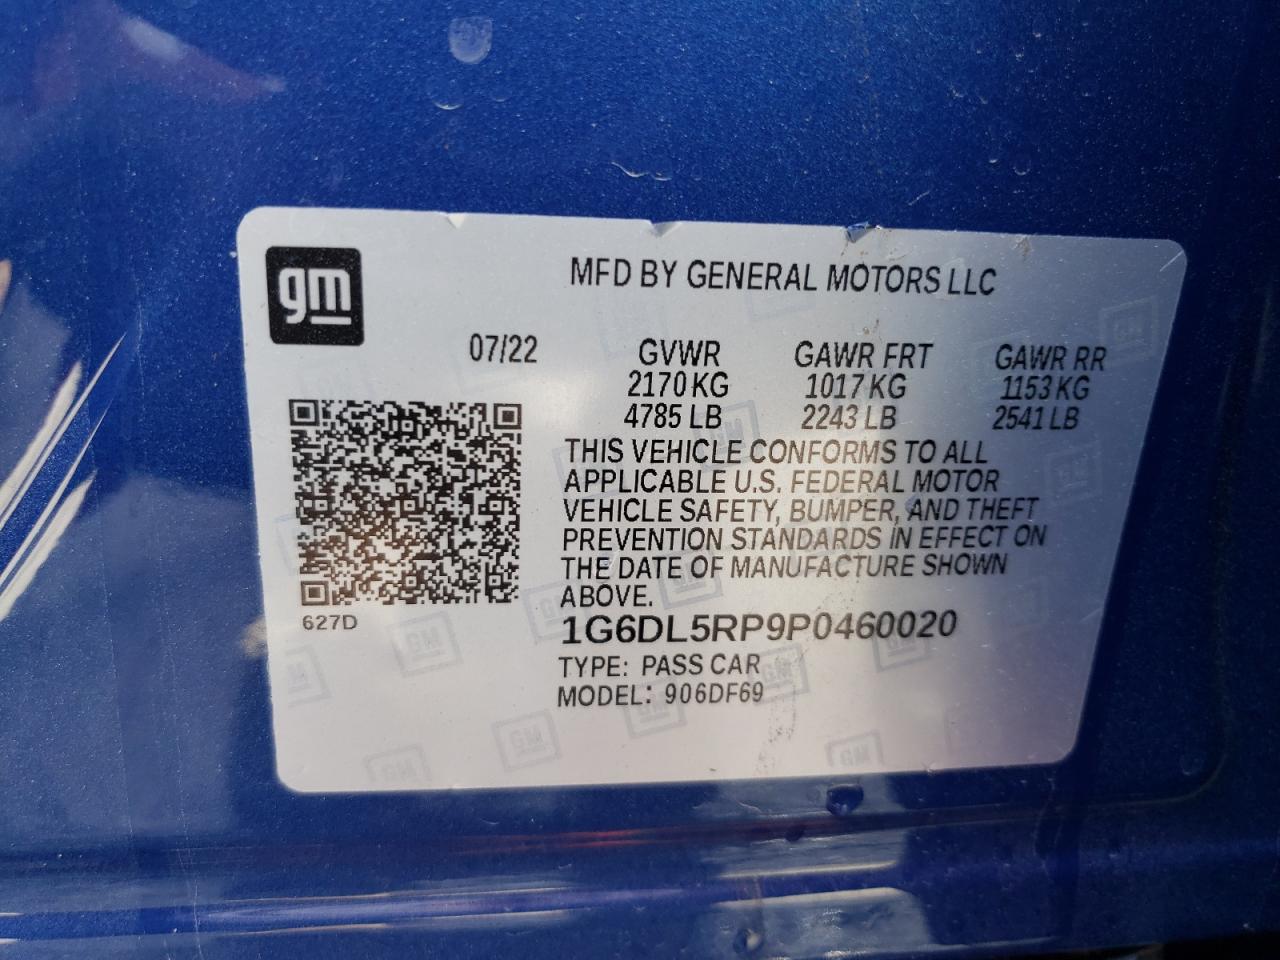 gm
MFD BY GENERAL MOTORS LLC
07/22 GVWR GAWR FRT GAWR RR
2170 KG 1017 KG 1153 KG
4785 LB 2243 LB 2541 LB
THIS VEHICLE CONFORMS TO ALL
APPLICABLE U.S. FEDERAL MOTOR
VEHICLE SAFETY, BUMPER, AND THEFT
PREVENTION STANDARDS IN EFFECT ON
THE DATE OF MANUFACTURE SHOWN
ABOVE.
627D
1G6DL5RP9P0460020
TYPE: PASS CAR
MODEL: 906DF69